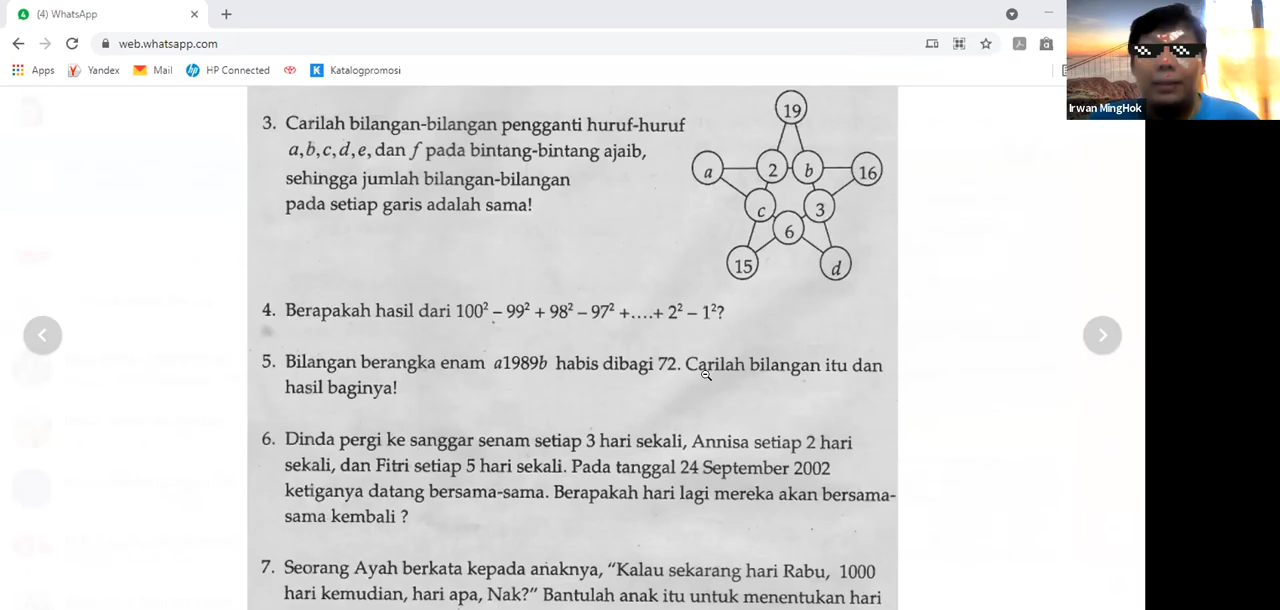 (4) WhatsApp
web.whatsapp.com
Apps Yandex Mail HP Connected Katalogpromosi
Irwan MingHok
3. Carilah bilangan-bilangan pengganti huruf-huruf
a, b, c, d, e, dan f pada bintang-bintang ajaib,
sehingga jumlah bilangan-bilangan
pada setiap garis adalah sama!
19
a 2 b 16
c 3
6
15 d
4. Berapakah hasil dari 100² – 99² + 98² – 97² +....+ 2² – 1²?
5. Bilangan berangka enam a1989b habis dibagi 72. Carilah bilangan itu dan
hasil baginya!
6. Dinda pergi ke sanggar senam setiap 3 hari sekali, Annisa setiap 2 hari
sekali, dan Fitri setiap 5 hari sekali. Pada tanggal 24 September 2002
ketiganya datang bersama-sama. Berapakah hari lagi mereka akan bersama-
sama kembali ?
7. Seorang Ayah berkata kepada anaknya, “Kalau sekarang hari Rabu, 1000
hari kemudian, hari apa, Nak?” Bantulah anak itu untuk menentukan hari